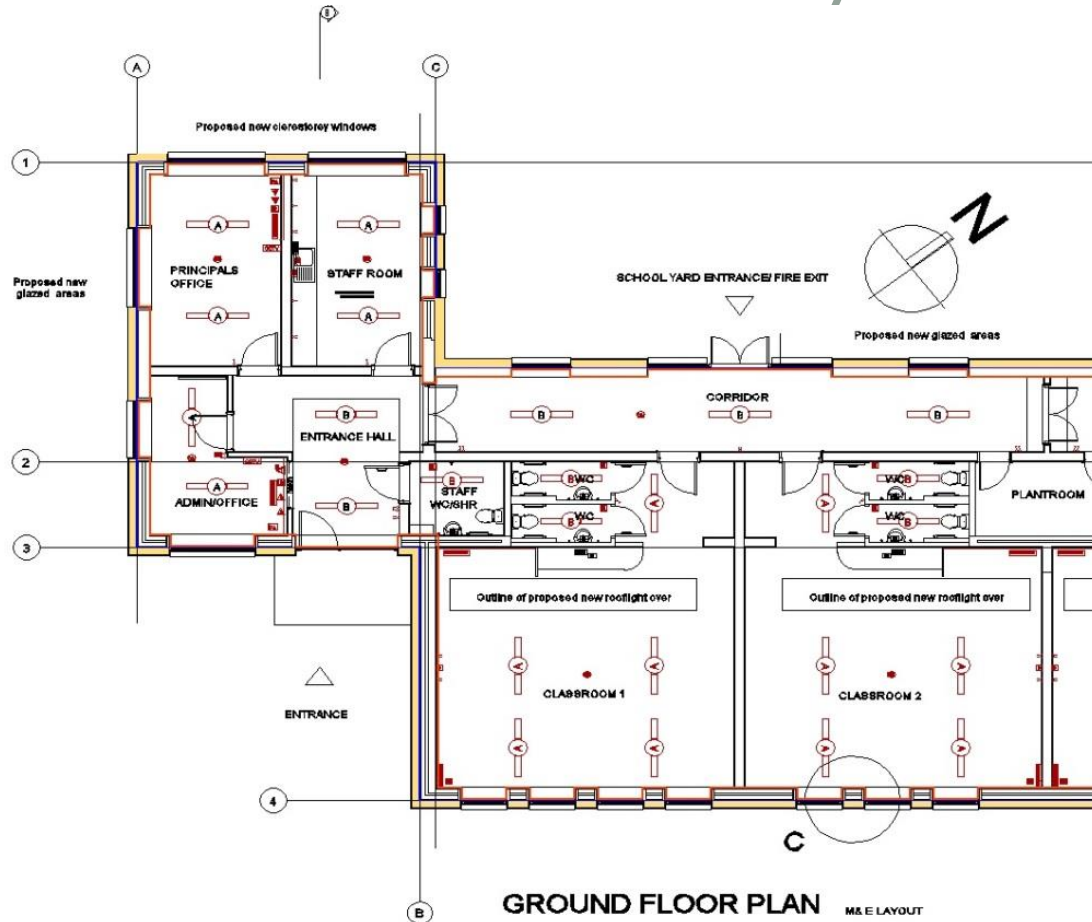 A
C
Proposed new clerestorey windows
1
N
PRINCIPALS
OFFICE
STAFF ROOM
A
A
A
A
Proposed new
glazed areas
SCHOOL YARD ENTRANCE/ FIRE EXIT
Proposed new glazed areas
CORRIDOR
B
B
B
B
ENTRANCE HALL
A
2
ADMIN/OFFICE
A
B
B
STAFF
WC/SHR
B
WC
B
WC
A
A
WC
B
WC
B
PLANTROOM
3
Outline of proposed new rooflight over
Outline of proposed new rooflight over
A
A
A
A
CLASSROOM 1
CLASSROOM 2
ENTRANCE
A
A
A
A
4
C
B
GROUND FLOOR PLAN
M& E LAYOUT